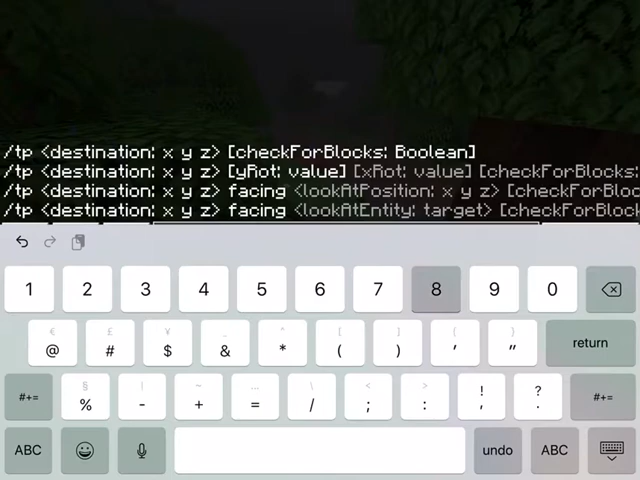 /tp <destination: x y z> [checkForBlocks: Boolean]
/tp <destination: x y z> [yRot: value] [xRot: value] [checkForBlocks:
/tp <destination: x y z> facing <lookAtPosition: x y z> [checkForBlock
/tp <destination: x y z> facing <lookAtEntity: target> [checkForBlock
1 2 3 4 5 6 7 8 9 0
€ £ ¥ _ ^ [ ] { }
@ # $ & * ( ) ' " return
§ | ~ … \ < > ! ?
#+= % - + = / ; : , . #+=
ABC undo ABC